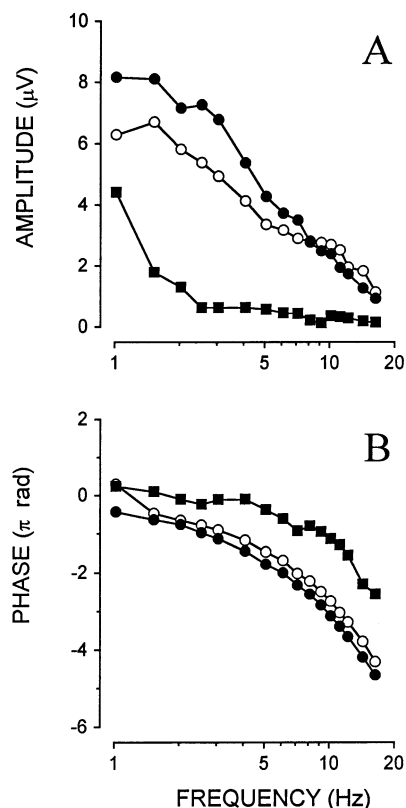 A
AMPLITUDE (μV)
10
8
6
4
2
0
1 5 10 20
B
PHASE (π rad)
2
0
-2
-4
-6
1 5 10 20
FREQUENCY (Hz)